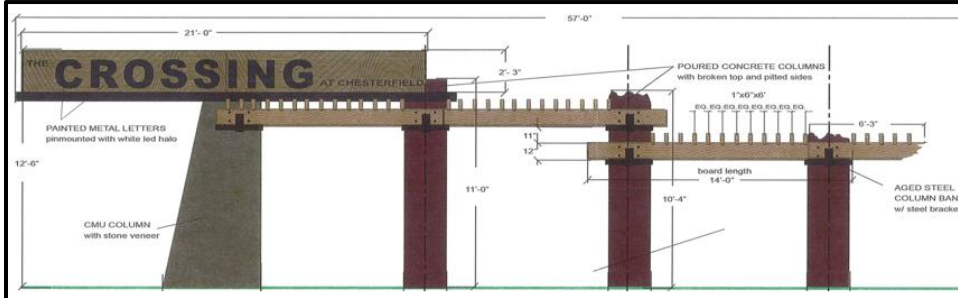 57'-0"
21'- 0"
THE CROSSING AT CHESTERFIELD
2'- 3"
POURED CONCRETE COLUMNS
with broken top and pitted sides
1"x6"x6'
EQ. EQ. EQ. EQ. EQ. EQ. EQ. EQ.
6'-3"
PAINTED METAL LETTERS
pinmounted with white led halo
11"
12"
12'-6"
11'-0"
board length
14'-0"
10'-4"
AGED STEEL
COLUMN BAN
w/ steel bracke
CMU COLUMN
with stone veneer